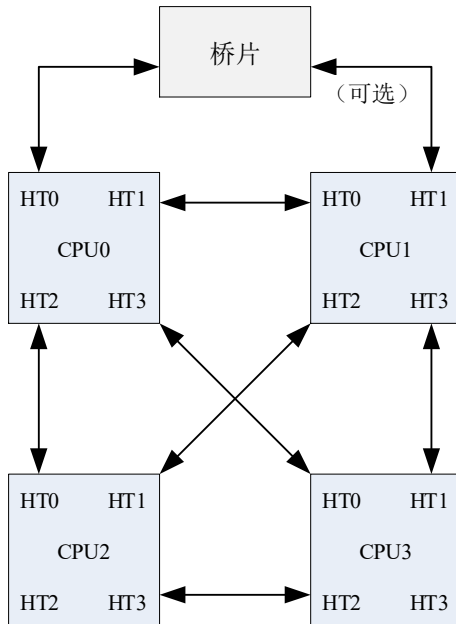 桥片
（可选）
HT0 HT1 HT0 HT1
CPU0 CPU1
HT2 HT3 HT2 HT3
HT0 HT1 HT0 HT1
CPU2 CPU3
HT2 HT3 HT2 HT3